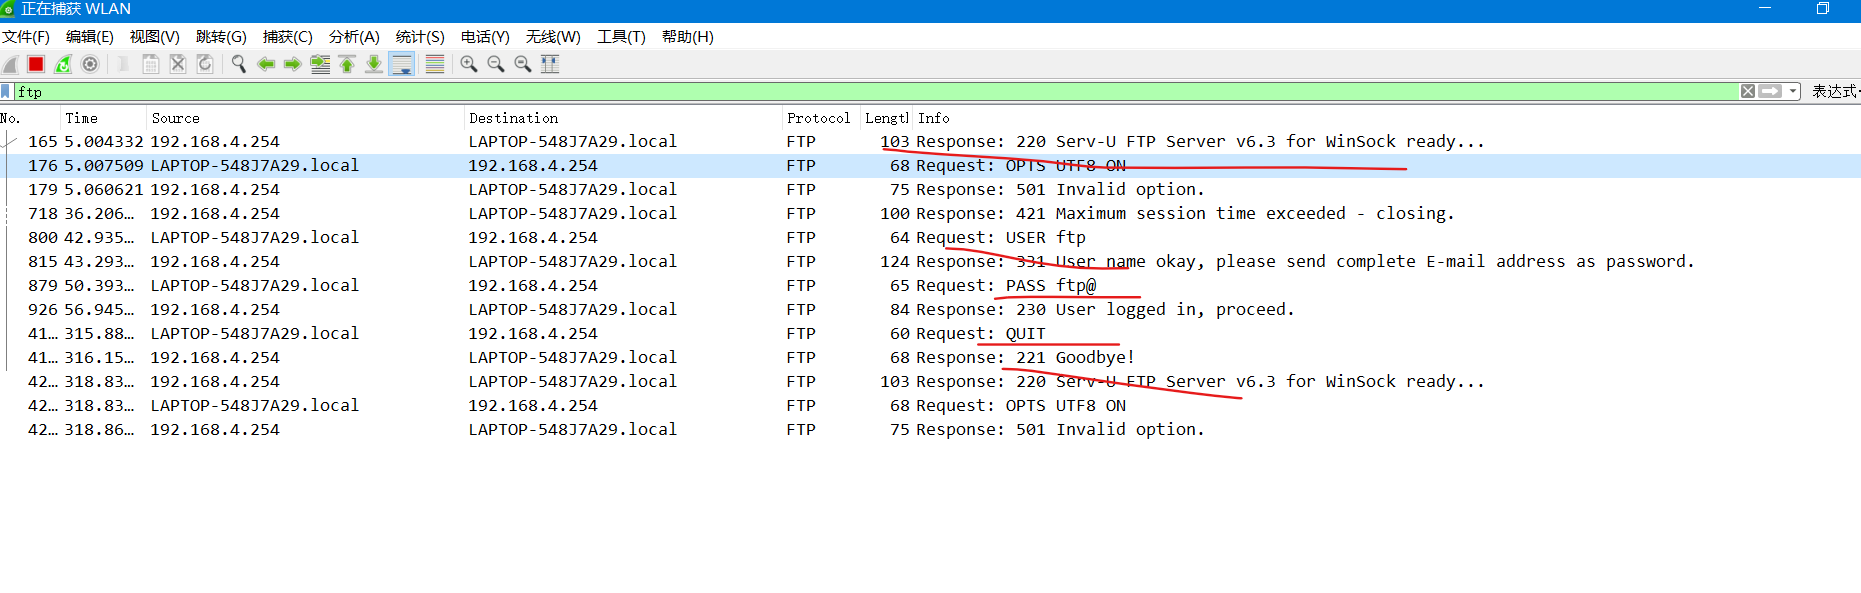 正在捕获 WLAN
文件(F) 编辑(E) 视图(V) 跳转(G) 捕获(C) 分析(A) 统计(S) 电话(Y) 无线(W) 工具(T) 帮助(H)
ftp 表达式
No. Time Source Destination Protocol Lengtl Info
165 5.004332 192.168.4.254 LAPTOP-548J7A29.local FTP 103 Response: 220 Serv-U FTP Server v6.3 for WinSock ready...
176 5.007509 LAPTOP-548J7A29.local 192.168.4.254 FTP 68 Request: OPTS UTF8 ON
179 5.060621 192.168.4.254 LAPTOP-548J7A29.local FTP 75 Response: 501 Invalid option.
718 36.206… 192.168.4.254 LAPTOP-548J7A29.local FTP 100 Response: 421 Maximum session time exceeded - closing.
800 42.935… LAPTOP-548J7A29.local 192.168.4.254 FTP 64 Request: USER ftp
815 43.293… 192.168.4.254 LAPTOP-548J7A29.local FTP 124 Response: 331 User name okay, please send complete E-mail address as password.
879 50.393… LAPTOP-548J7A29.local 192.168.4.254 FTP 65 Request: PASS ftp@
926 56.945… 192.168.4.254 LAPTOP-548J7A29.local FTP 84 Response: 230 User logged in, proceed.
41… 315.88… LAPTOP-548J7A29.local 192.168.4.254 FTP 60 Request: QUIT
41… 316.15… 192.168.4.254 LAPTOP-548J7A29.local FTP 68 Response: 221 Goodbye!
42… 318.83… 192.168.4.254 LAPTOP-548J7A29.local FTP 103 Response: 220 Serv-U FTP Server v6.3 for WinSock ready...
42… 318.83… LAPTOP-548J7A29.local 192.168.4.254 FTP 68 Request: OPTS UTF8 ON
42… 318.86… 192.168.4.254 LAPTOP-548J7A29.local FTP 75 Response: 501 Invalid option.